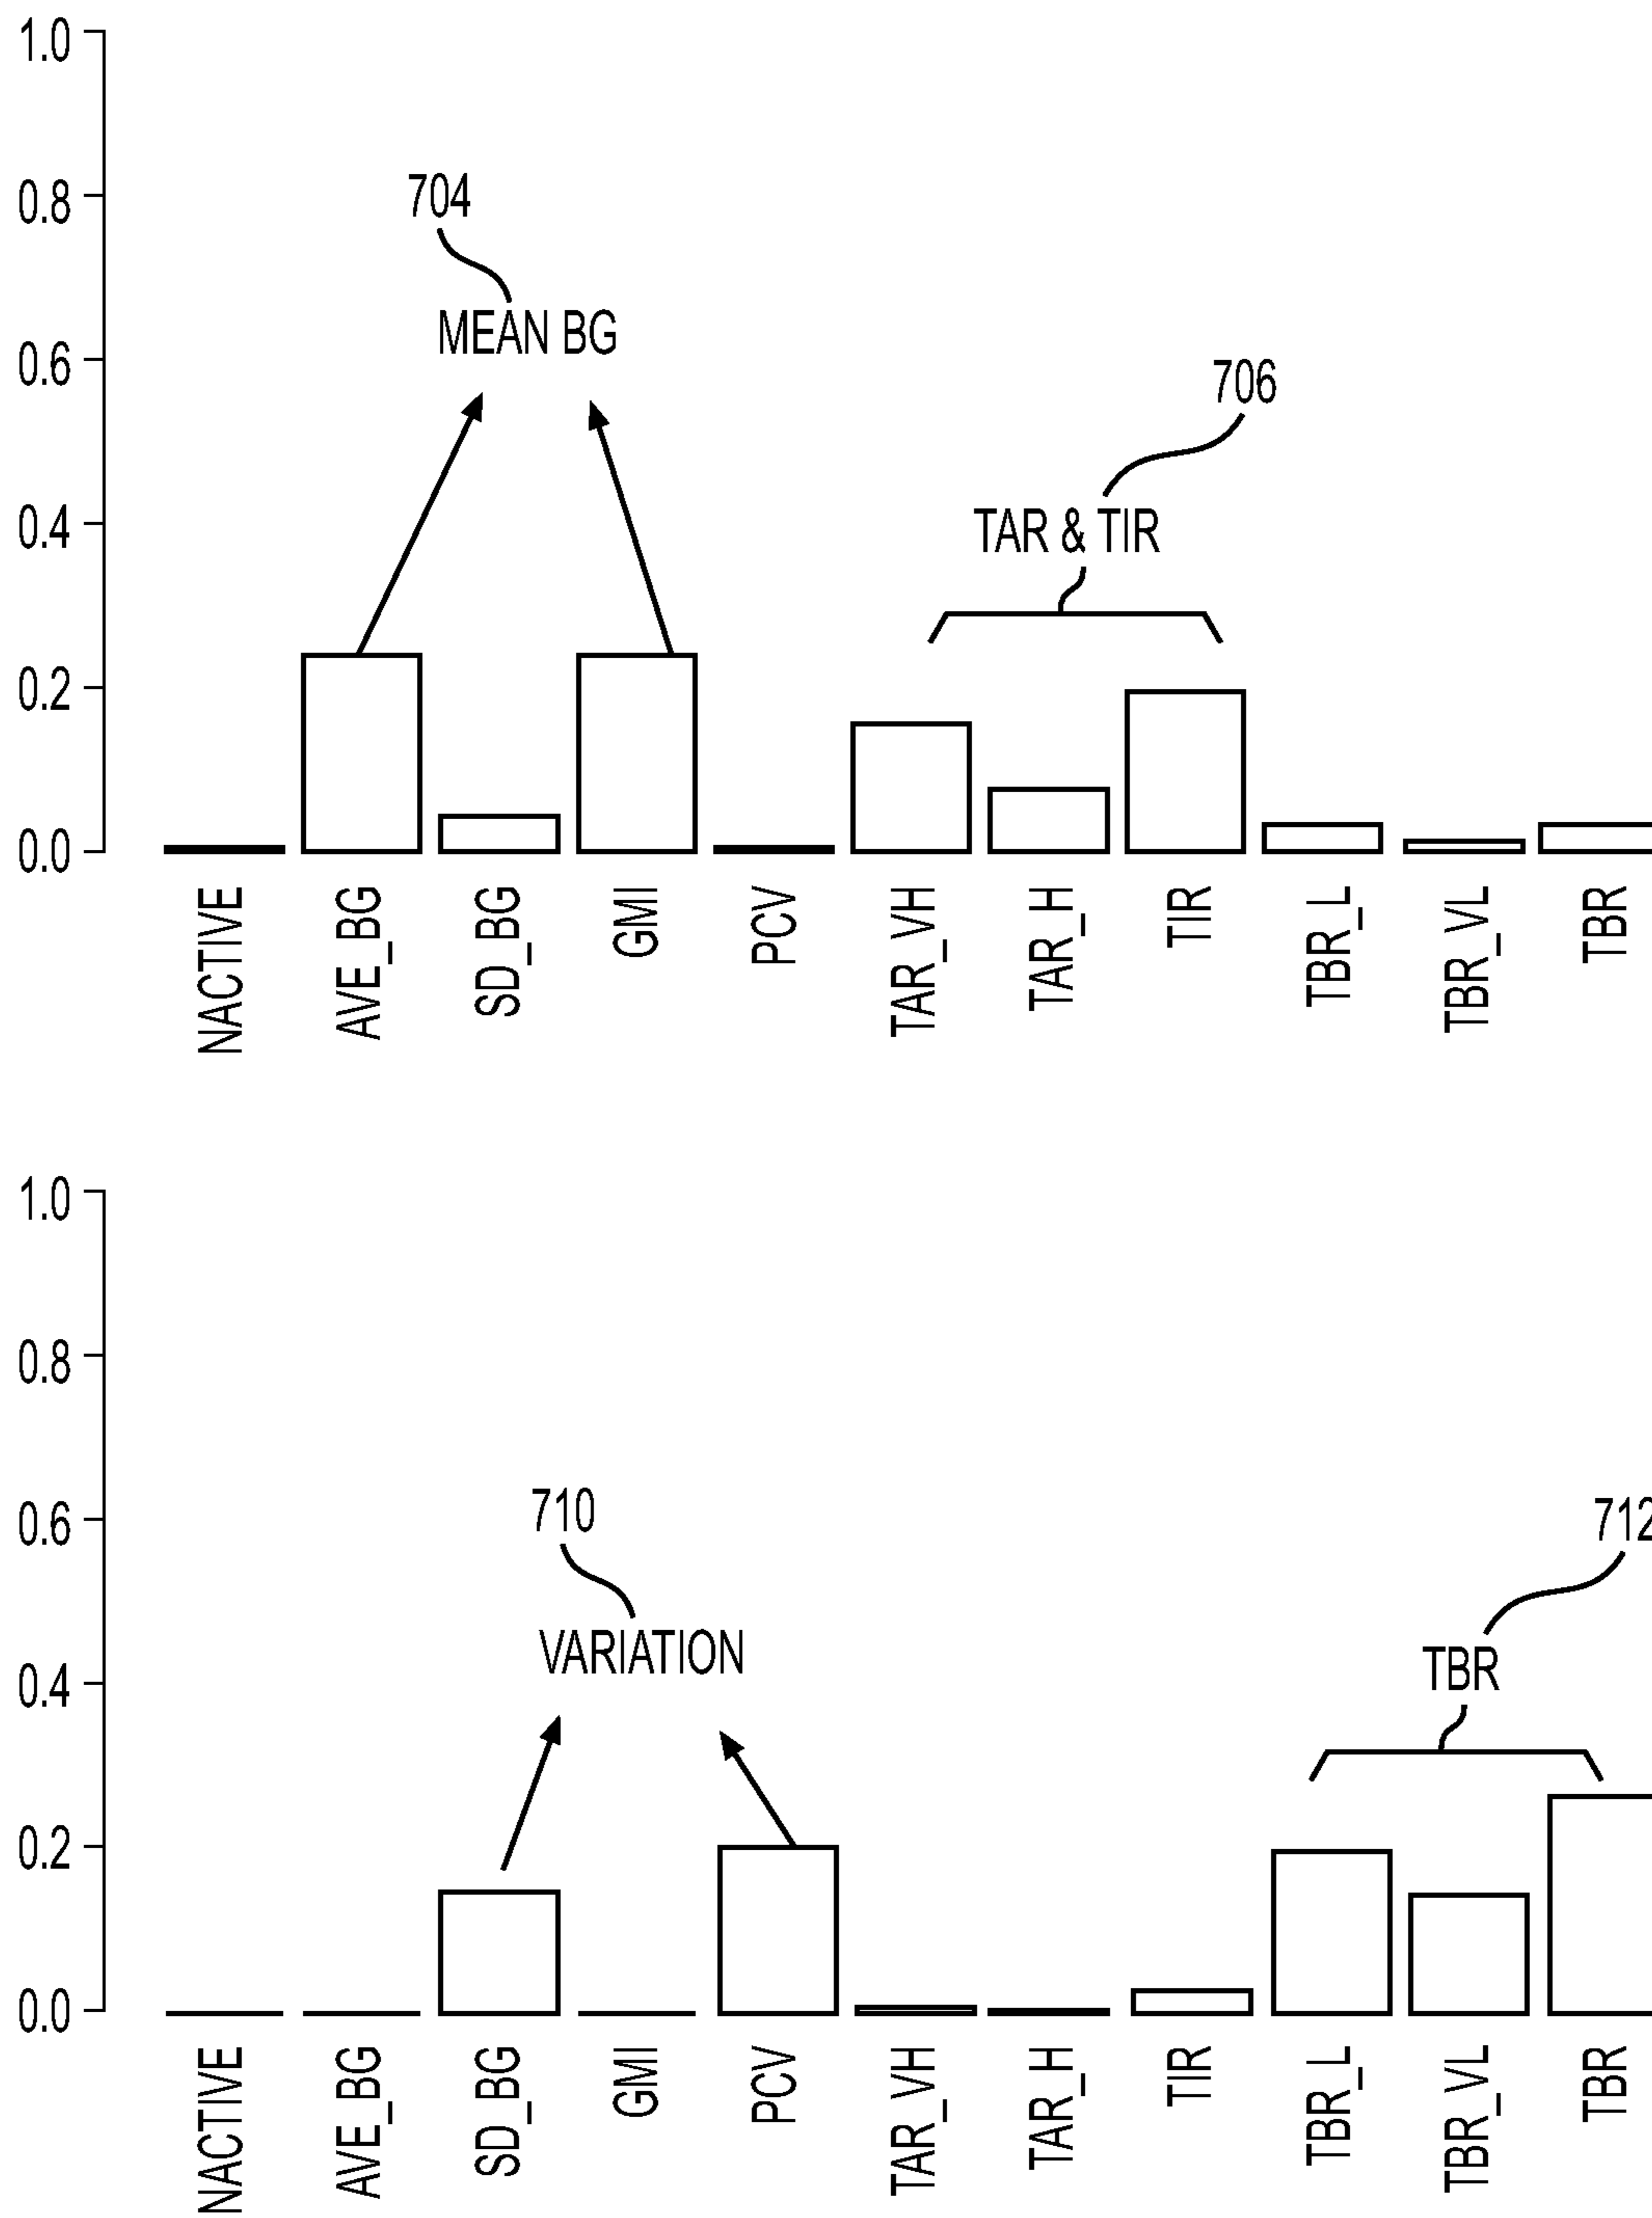 1.0
0.8
0.6
0.4
0.2
0.0
704
MEAN BG
706
TAR & TIR
NACTIVE
AVE_BG
SD_BG
GMI
PCV
TAR_VH
TAR_H
TIR
TBR_L
TBR_VL
TBR
1.0
0.8
0.6
0.4
0.2
0.0
710
VARIATION
712
TBR
NACTIVE
AVE_BG
SD_BG
GMI
PCV
TAR_VH
TAR_H
TIR
TBR_L
TBR_VL
TBR